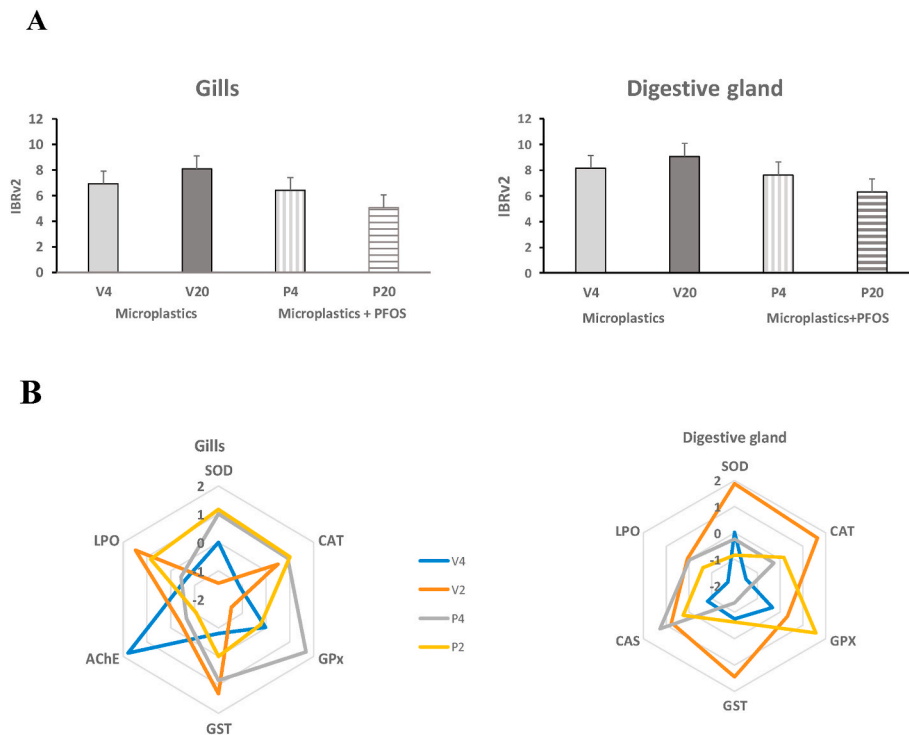 A
Gills
Digestive gland
12
10
8
6
4
2
0
IBRv2
V4
V20
P4
P20
Microplastics
Microplastics + PFOS
12
10
8
6
4
2
0
IBRv2
V4
V20
P4
P20
Microplastics
Microplastics+PFOS
B
Gills
SOD
2
1
0
-1
-2
CAT
GPx
GST
AChE
LPO
V4
V2
P4
P2
Digestive gland
SOD
2
1
0
-1
-2
CAT
GPX
GST
CAS
LPO